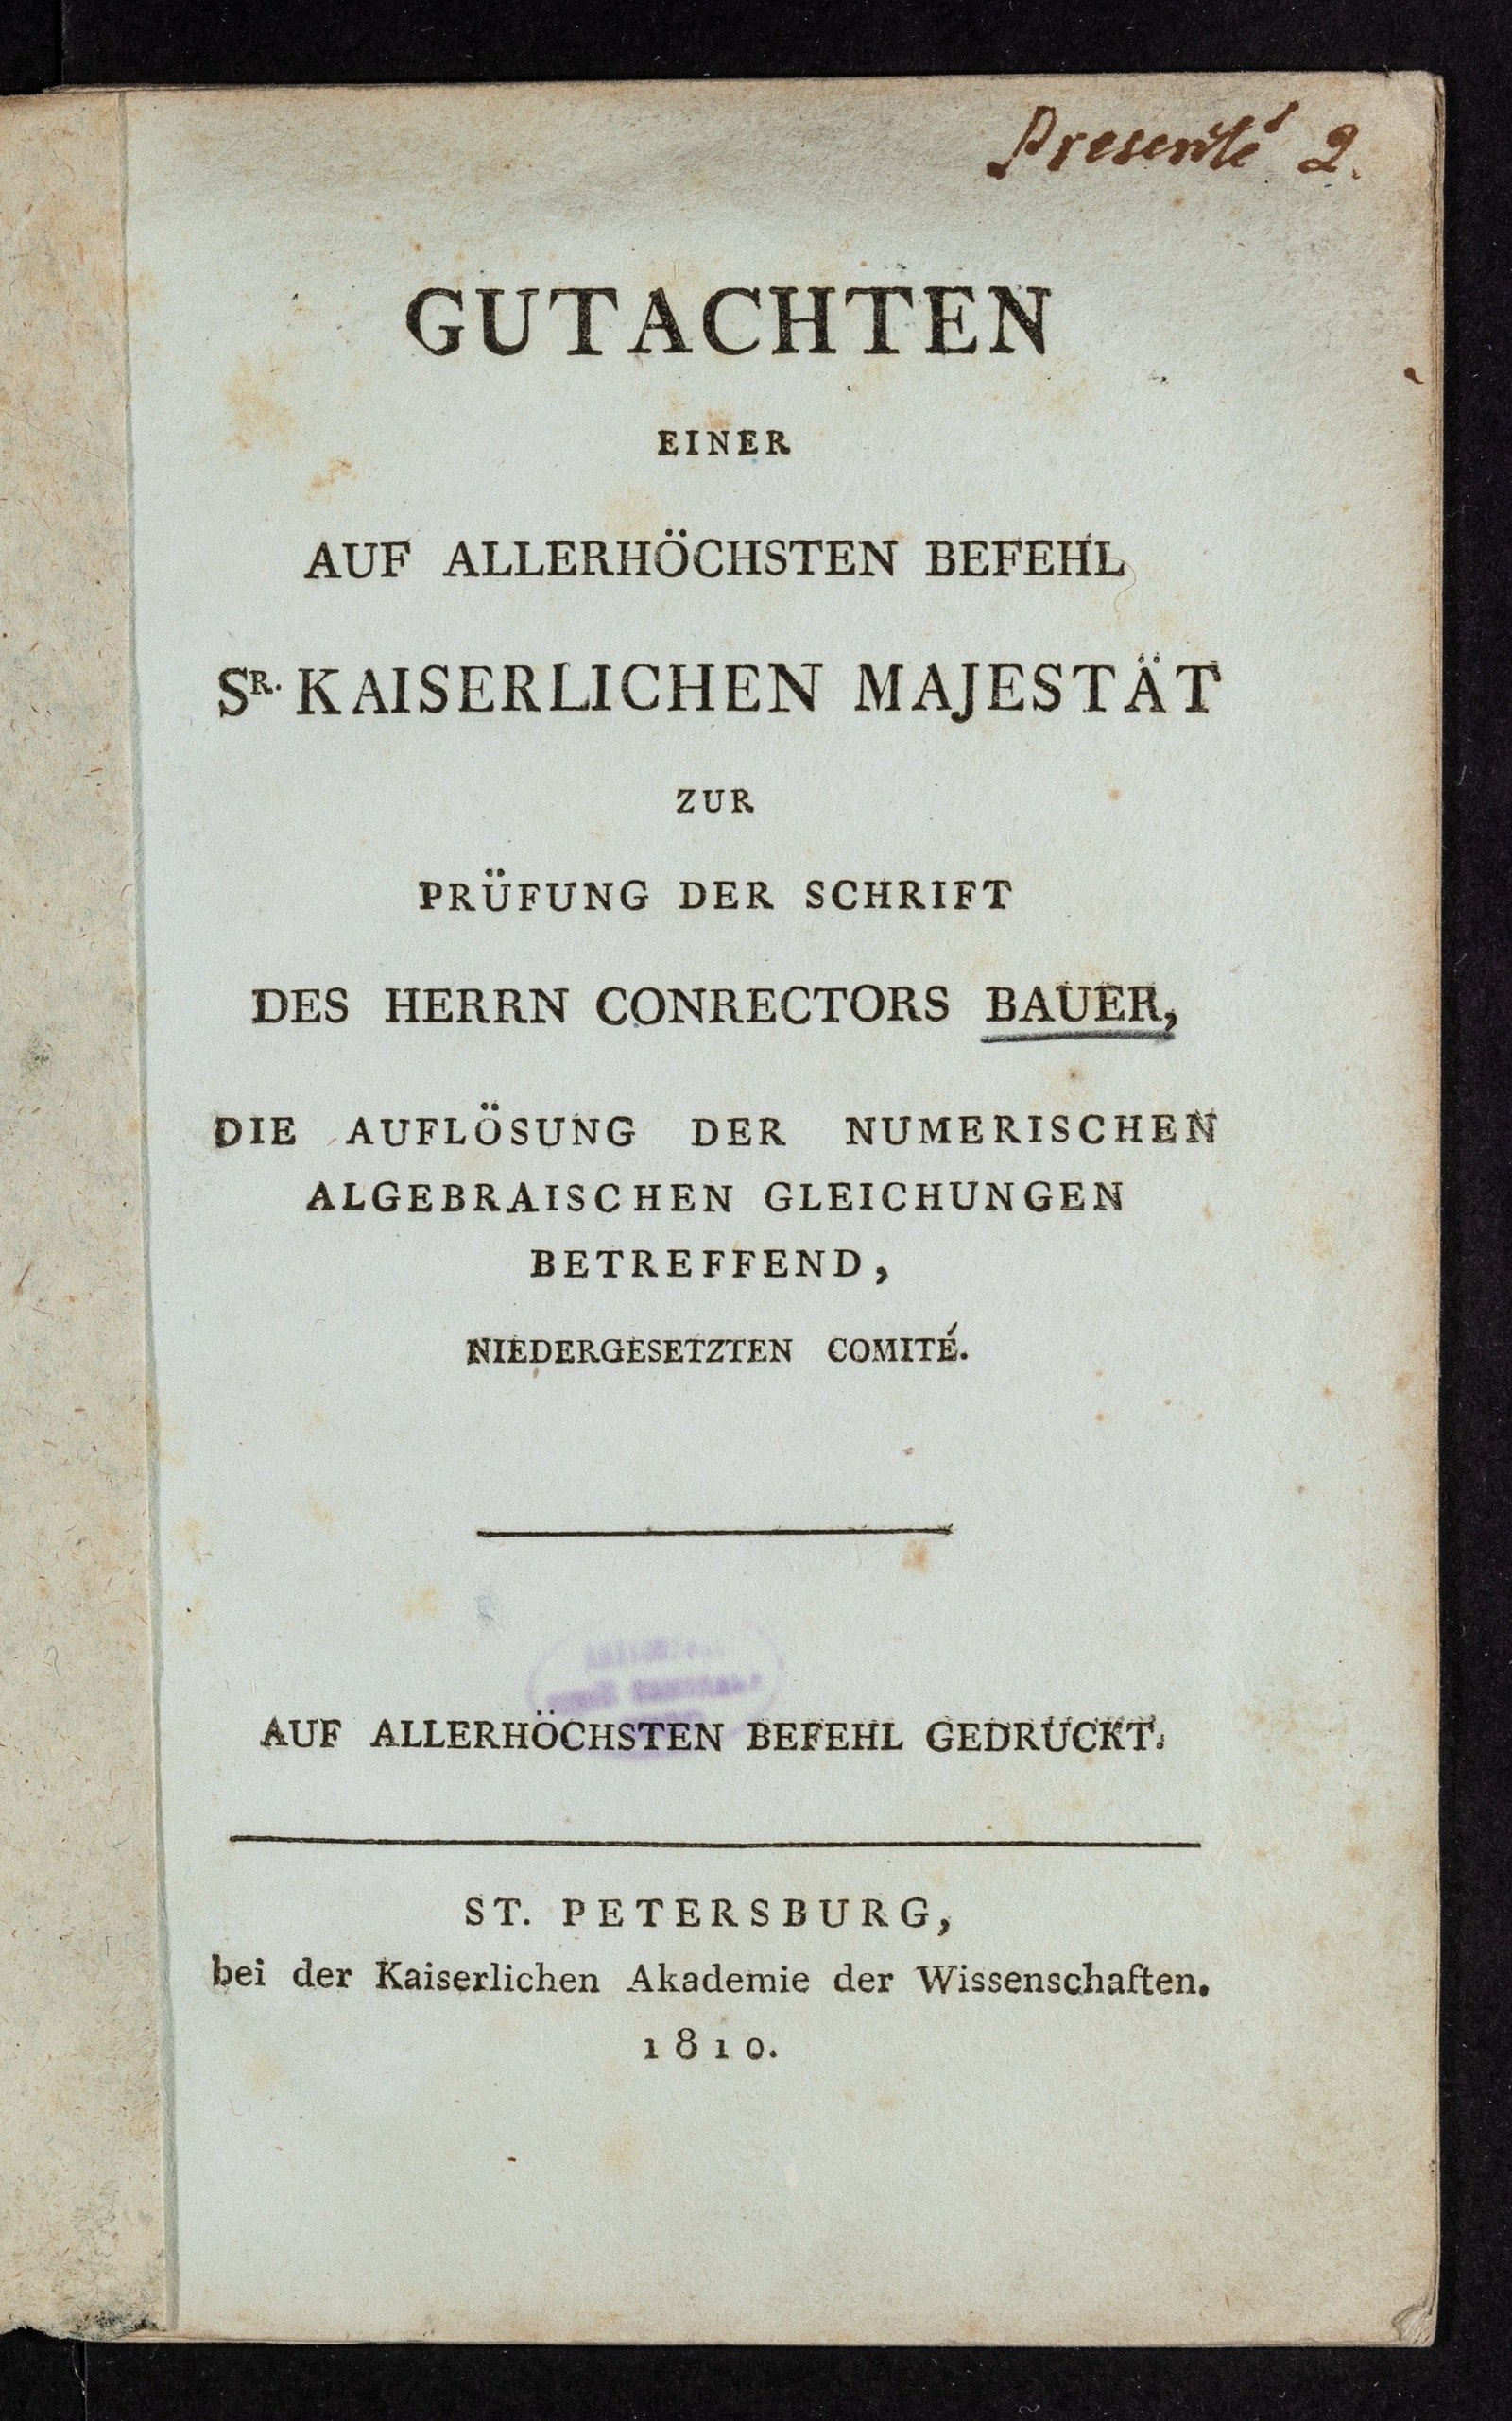 Presenté 2.
GUTACHTEN
EINER
AUF ALLERHÖCHSTEN BEFEHL
SR. KAISERLICHEN MAJESTÄT
ZUR
PRÜFUNG DER SCHRIFT
DES HERRN CONRECTORS BAUER,
DIE AUFLÖSUNG DER NUMERISCHEN
ALGEBRAISCHEN GLEICHUNGEN
BETREFFEND,
NIEDERGESETZTEN COMITÉ.
AUF ALLERHÖCHSTEN BEFEHL GEDRUCKT.
ST. PETERSBURG,
bei der Kaiserlichen Akademie der Wissenschaften.
1810.